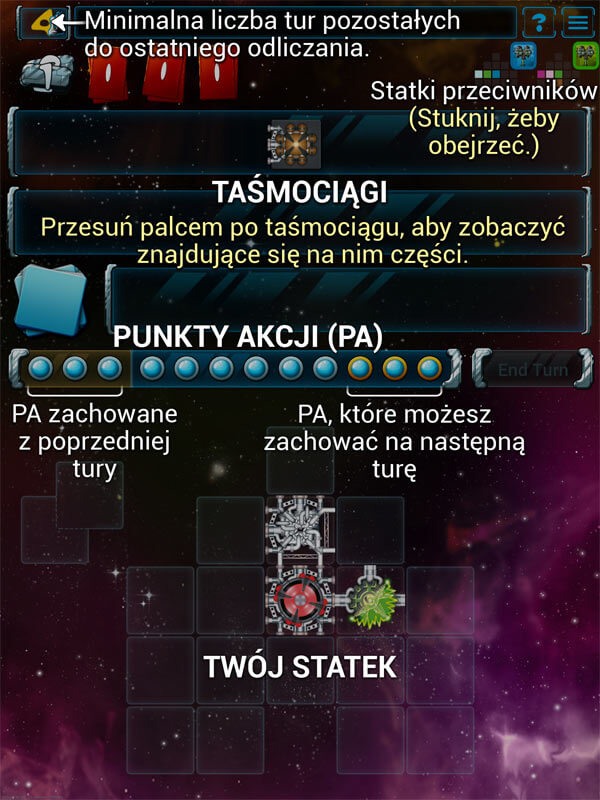 Minimalna liczba tur pozostałych
do ostatniego odliczania.
Statki przeciwników
(Stuknij, żeby
obejrzeć.)
TAŚMOCIĄGI
Przesuń palcem po taśmociągu, aby zobaczyć
znajdujące się na nim części.
PUNKTY AKCJI (PA)
End Turn
PA zachowane
z poprzedniej
tury
PA, które możesz
zachować na następną
turę
TWÓJ STATEK